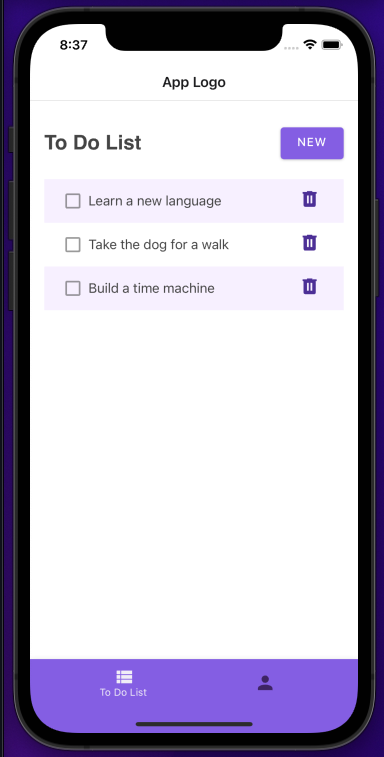 8:37
App Logo
To Do List
NEW
Learn a new language
Take the dog for a walk
Build a time machine
To Do List